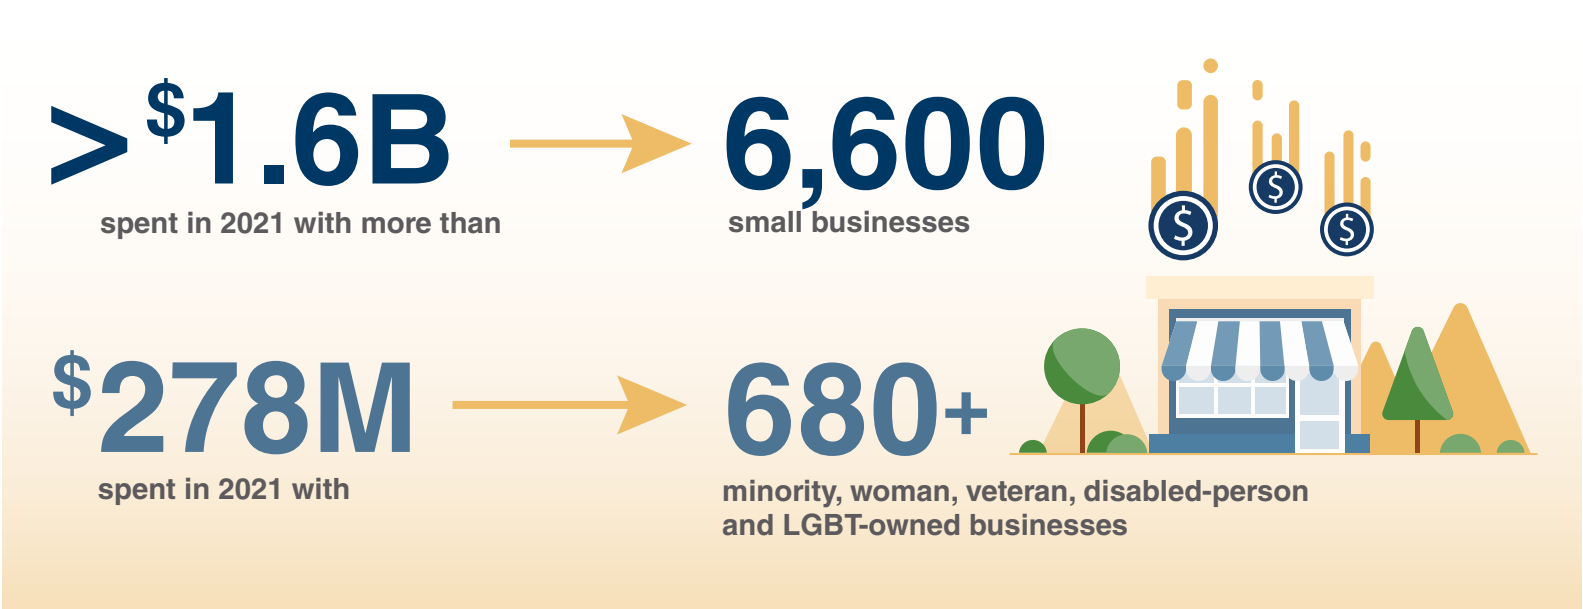 >$1.6B
6,600
spent in 2021 with more than
small businesses
$
$
$
$278M
680+
spent in 2021 with
minority, woman, veteran, disabled-person
and LGBT-owned businesses